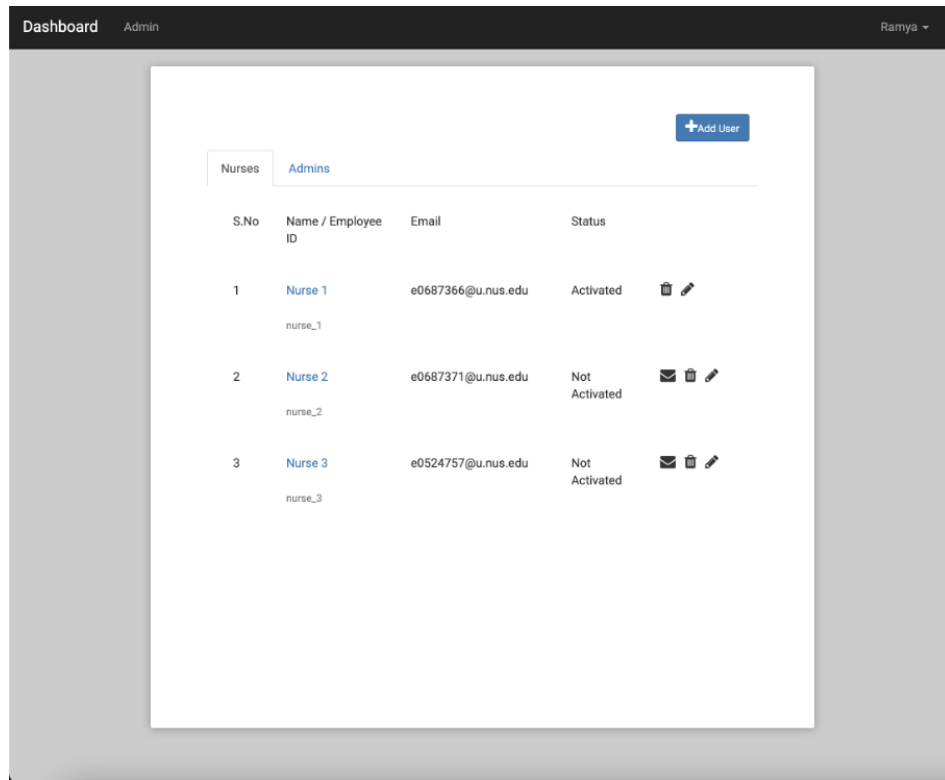 Dashboard Admin Ramya
Add User
Nurses Admins
S.No Name / Employee Email Status
ID
1 Nurse 1 e0687366@u.nus.edu Activated
nurse_1
2 Nurse 2 e0687371@u.nus.edu Not
Activated
nurse_2
3 Nurse 3 e0524757@u.nus.edu Not
Activated
nurse_3